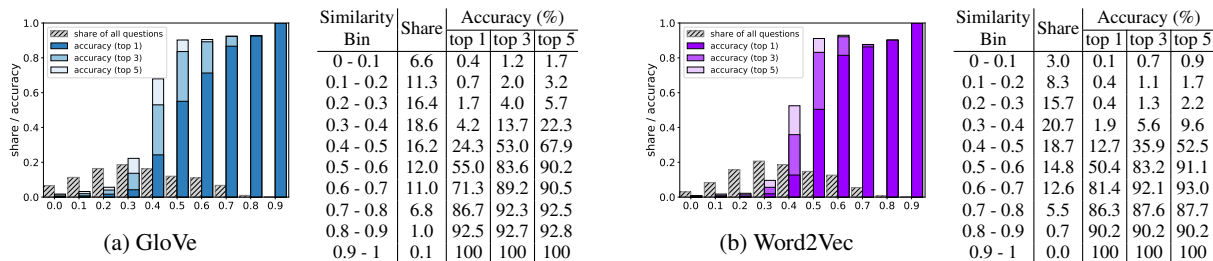 1.0
0.8
0.6
0.4
0.2
0.0
share / accuracy
share of all questions
accuracy (top 1)
accuracy (top 3)
accuracy (top 5)
0.0 0.1 0.2 0.3 0.4 0.5 0.6 0.7 0.8 0.9
(a) GloVe
Similarity Bin Share Accuracy (%)
top 1 top 3 top 5
0 - 0.1 6.6 0.4 1.2 1.7
0.1 - 0.2 11.3 0.7 2.0 3.2
0.2 - 0.3 16.4 1.7 4.0 5.7
0.3 - 0.4 18.6 4.2 13.7 22.3
0.4 - 0.5 16.2 24.3 53.0 67.9
0.5 - 0.6 12.0 55.0 83.6 90.2
0.6 - 0.7 11.0 71.3 89.2 90.5
0.7 - 0.8 6.8 86.7 92.3 92.5
0.8 - 0.9 1.0 92.5 92.7 92.8
0.9 - 1 0.1 100 100 100
1.0
0.8
0.6
0.4
0.2
0.0
share / accuracy
share of all questions
accuracy (top 1)
accuracy (top 3)
accuracy (top 5)
0.0 0.1 0.2 0.3 0.4 0.5 0.6 0.7 0.8 0.9
(b) Word2Vec
Similarity Bin Share Accuracy (%)
top 1 top 3 top 5
0 - 0.1 3.0 0.1 0.7 0.9
0.1 - 0.2 8.3 0.4 1.1 1.7
0.2 - 0.3 15.7 0.4 1.3 2.2
0.3 - 0.4 20.7 1.9 5.6 9.6
0.4 - 0.5 18.7 12.7 35.9 52.5
0.5 - 0.6 14.8 50.4 83.2 91.1
0.6 - 0.7 12.6 81.4 92.1 93.0
0.7 - 0.8 5.5 86.3 87.6 87.7
0.8 - 0.9 0.7 90.2 90.2 90.2
0.9 - 1 0.0 100 100 100